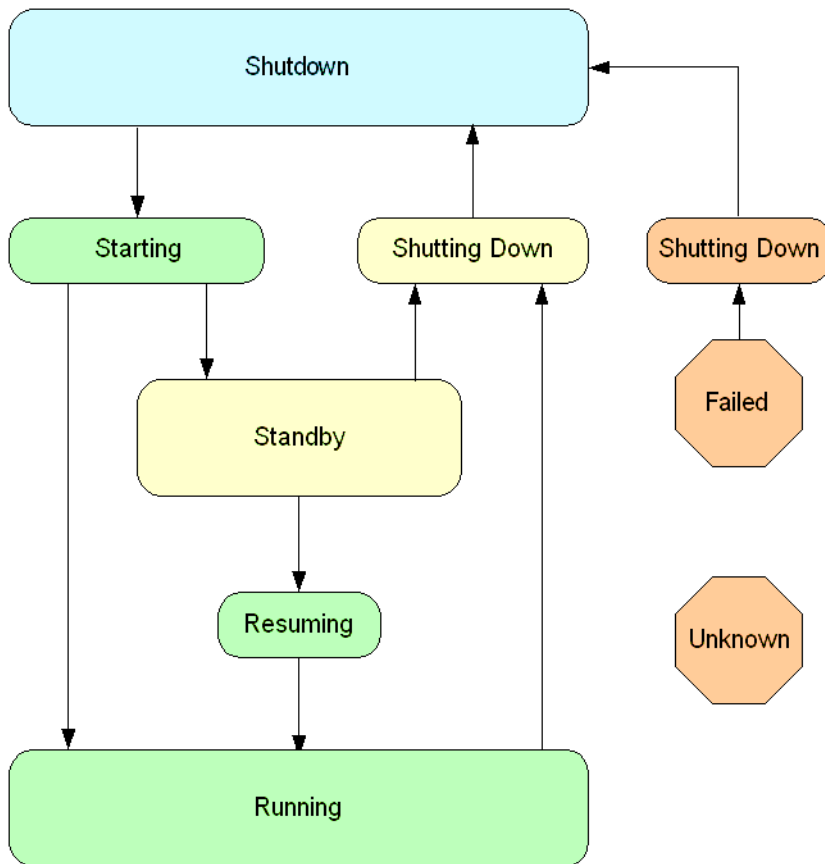 Shutdown
Starting
Shutting Down
Shutting Down
Failed
Standby
Resuming
Unknown
Running